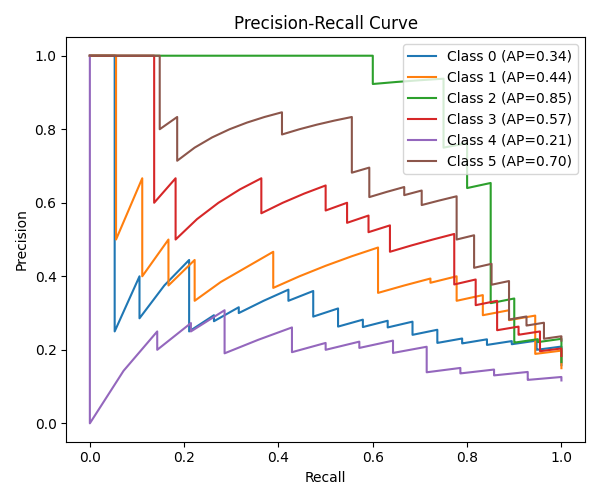 Precision-Recall Curve
Precision
1.0
0.8
0.6
0.4
0.2
0.0
Class 0 (AP=0.34)
Class 1 (AP=0.44)
Class 2 (AP=0.85)
Class 3 (AP=0.57)
Class 4 (AP=0.21)
Class 5 (AP=0.70)
0.0 0.2 0.4 0.6 0.8 1.0
Recall